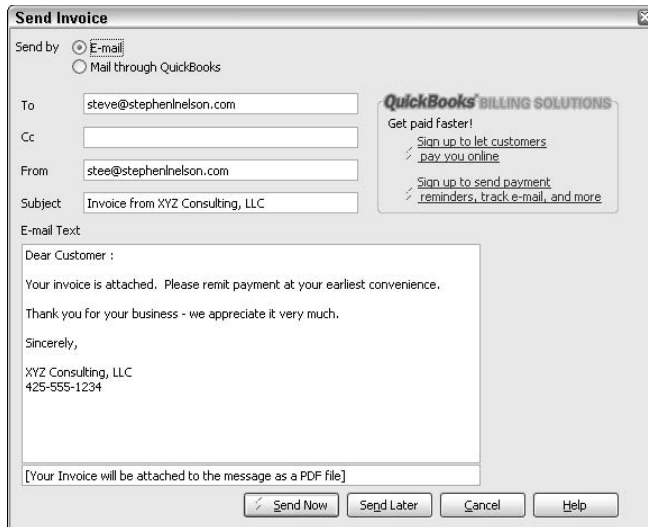 Send Invoice
Send by
E-mail
Mail through QuickBooks
To
steve@stephenlnelson.com
Cc
From
stee@stephenlnelson.com
Subject
Invoice from XYZ Consulting, LLC
QuickBooks BILLING SOLUTIONS
Get paid faster!
Sign up to let customers
pay you online
Sign up to send payment
reminders, track e-mail, and more
E-mail Text
Dear Customer :
Your invoice is attached. Please remit payment at your earliest convenience.
Thank you for your business - we appreciate it very much.
Sincerely,
XYZ Consulting, LLC
425-555-1234
[Your Invoice will be attached to the message as a PDF file]
Send Now
Send Later
Cancel
Help